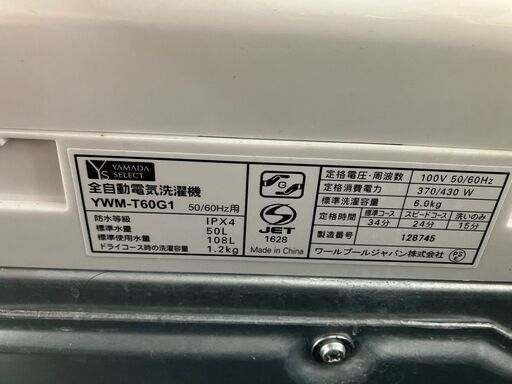 YS YAMADA SELECT
全自動電気洗濯機
YWM-T60G1 50/60Hz用
防水等級 IPX4
標準水量 50L
標準使用水量 108L
ドライコース時の洗濯容量 1.2kg
G
JET
1628
Made in China
定格電圧・周波数 100V 50/60Hz
定格消費電力 370/430 W
標準洗濯容量 6.0kg
定格時間 標準コース スピードコース 洗いのみ
34分 24分 15分
製造番号 128745
ワールプールジャパン株式会社 PSE